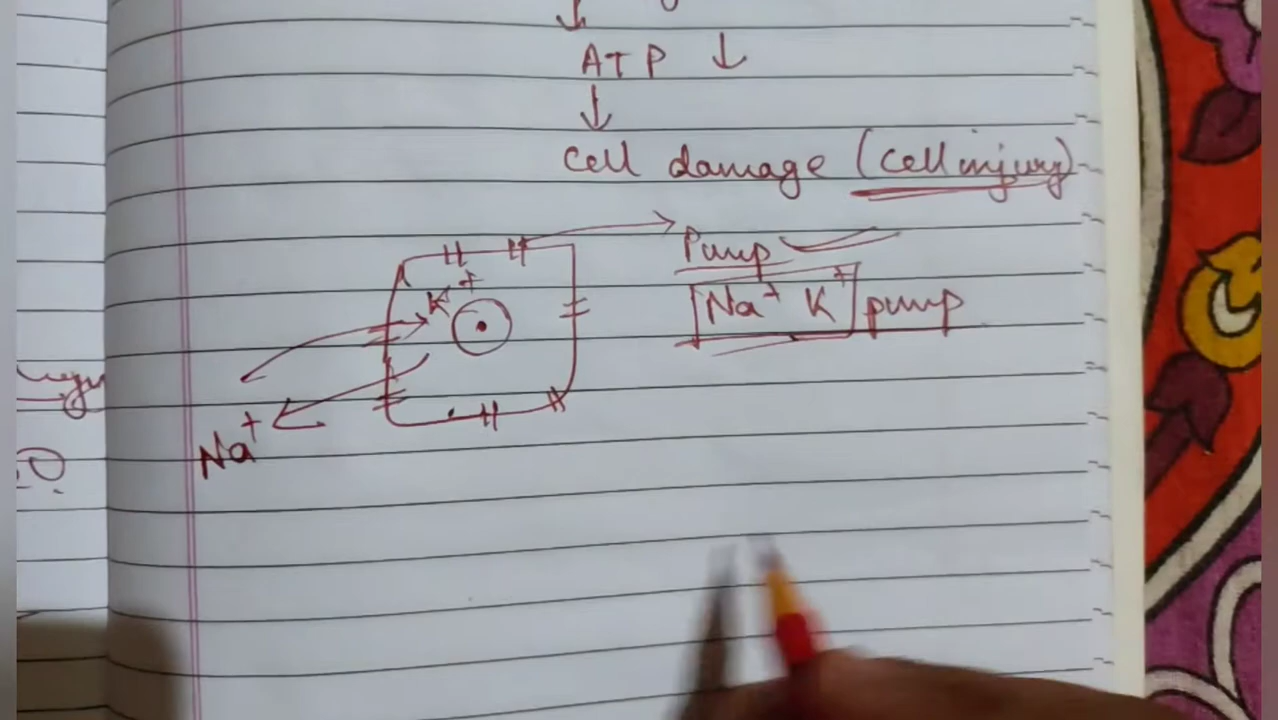 ATP ↓
↓
Cell damage (Cell injury)
Pump
K+
Na+ K+ pump
Na+